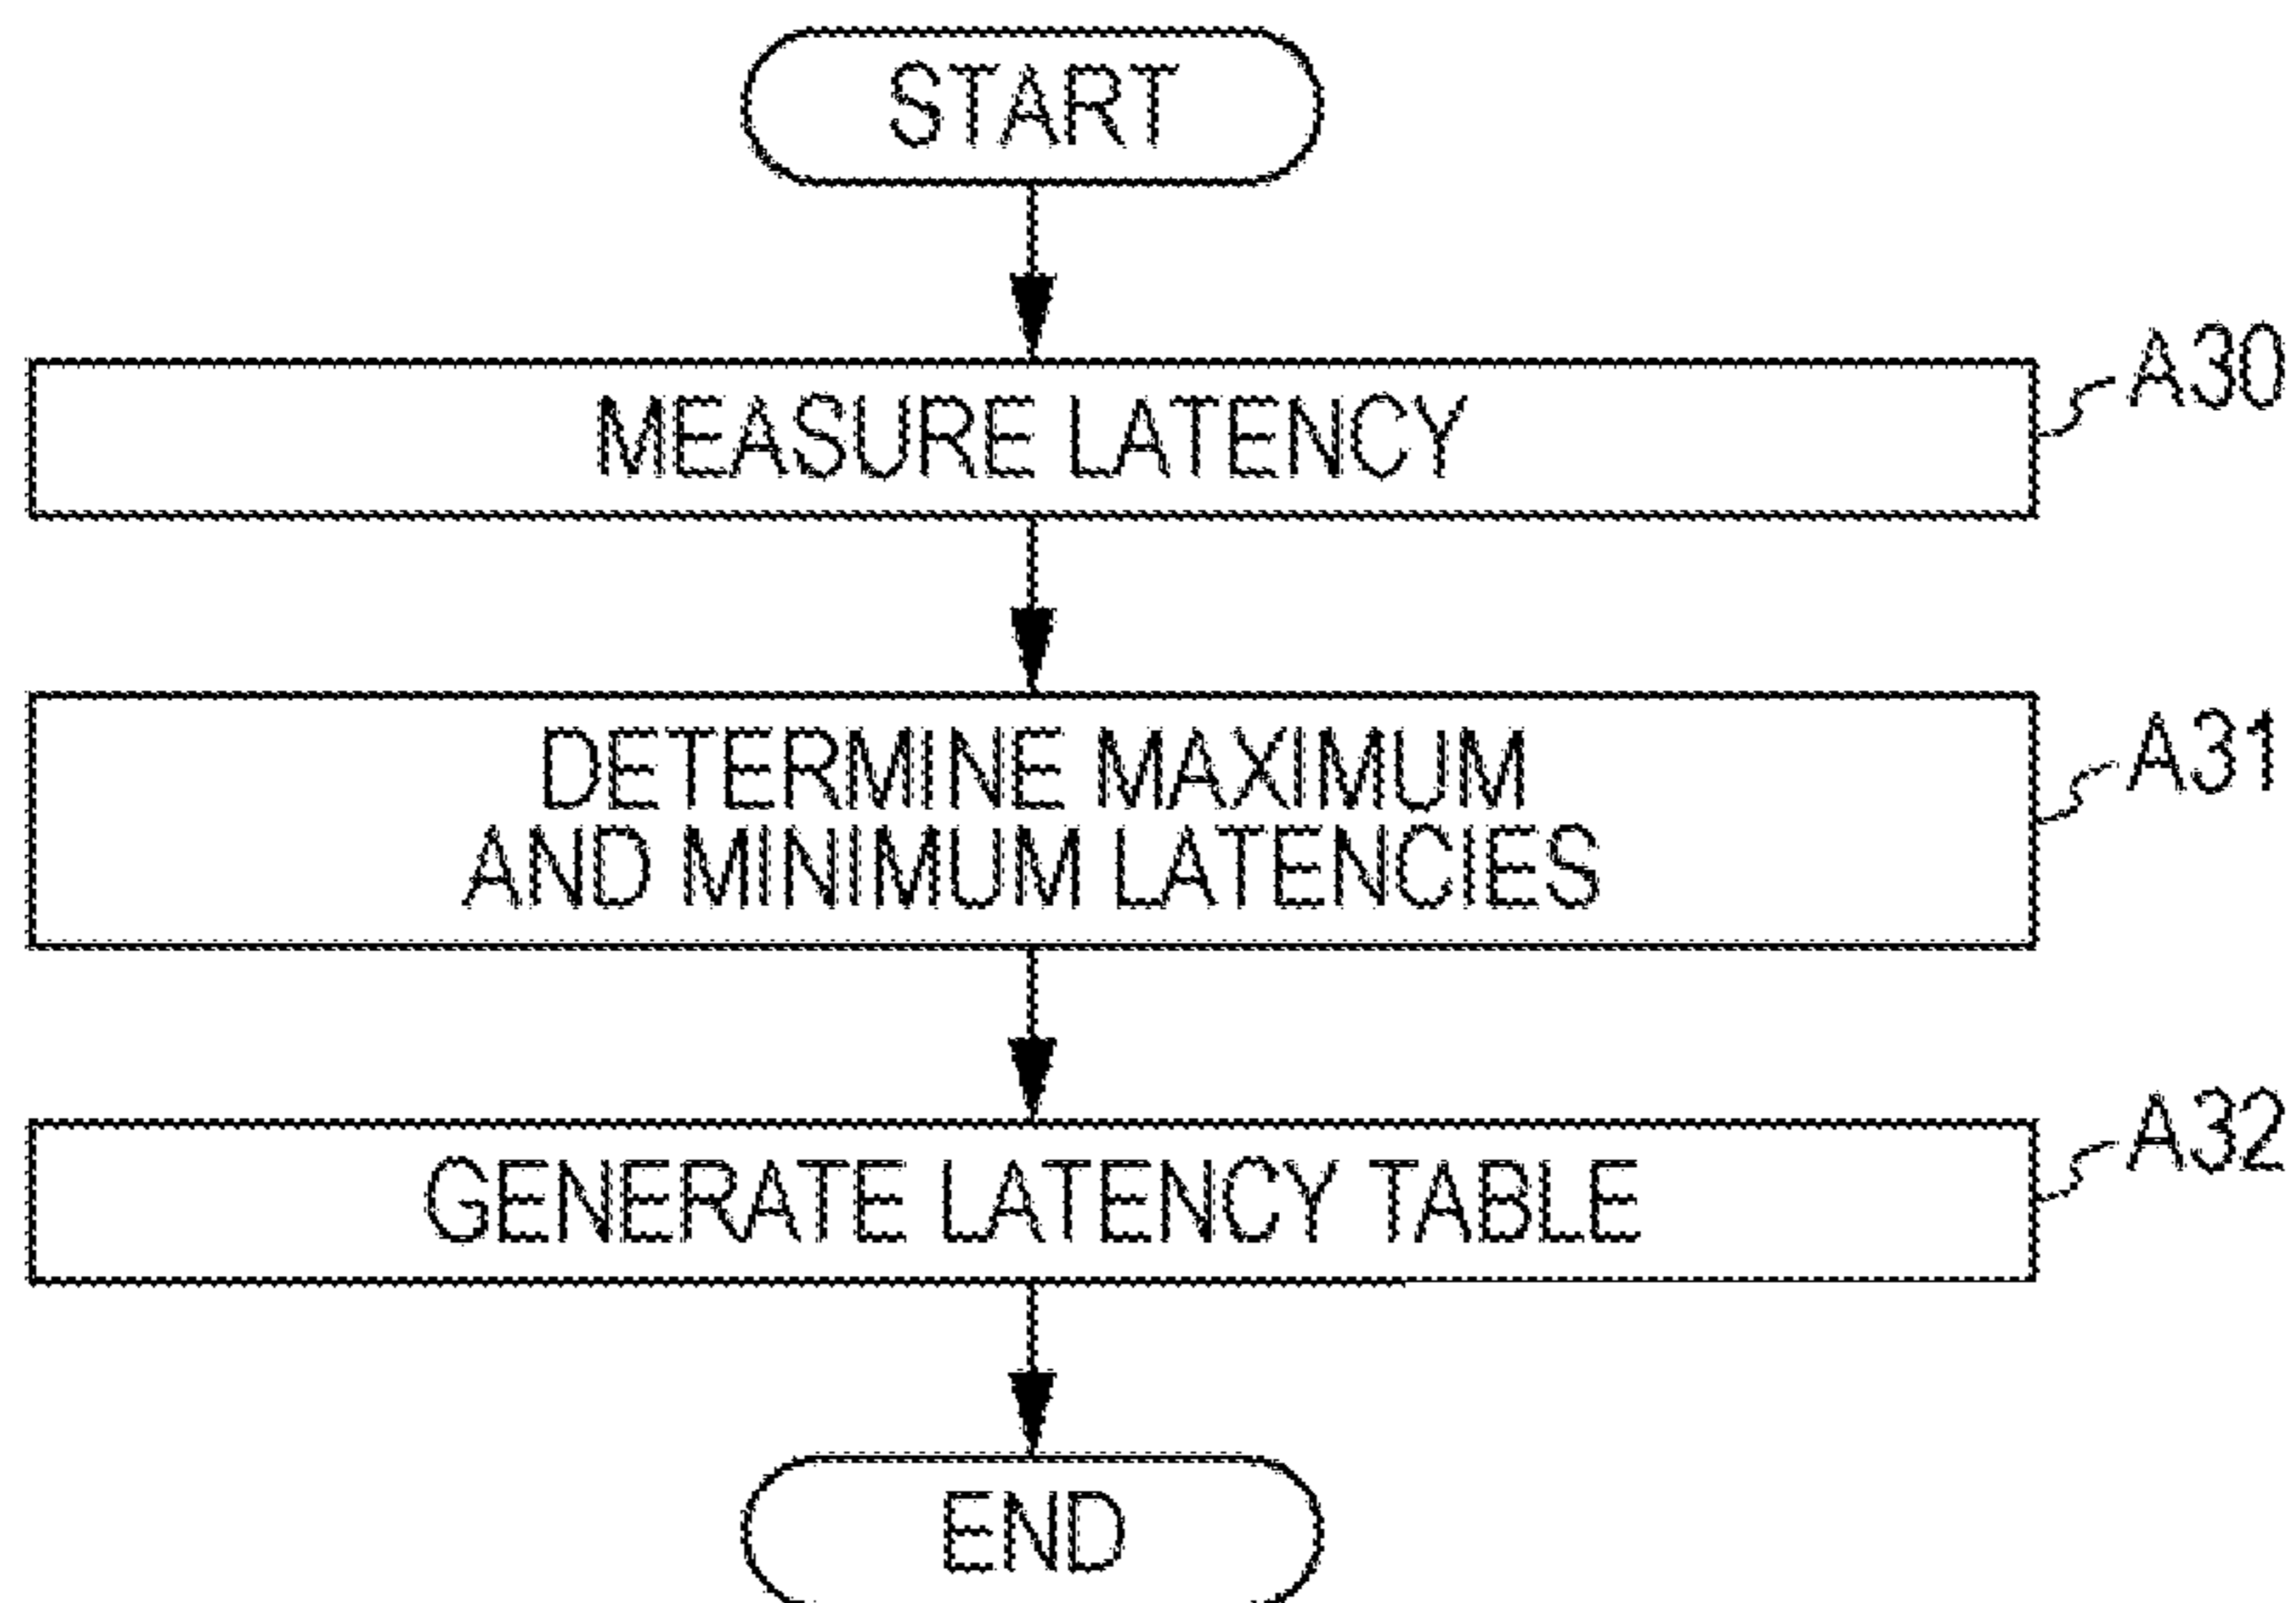 START
MEASURE LATENCY
A30
DETERMINE MAXIMUM
AND MINIMUM LATENCIES
A31
GENERATE LATENCY TABLE
A32
END